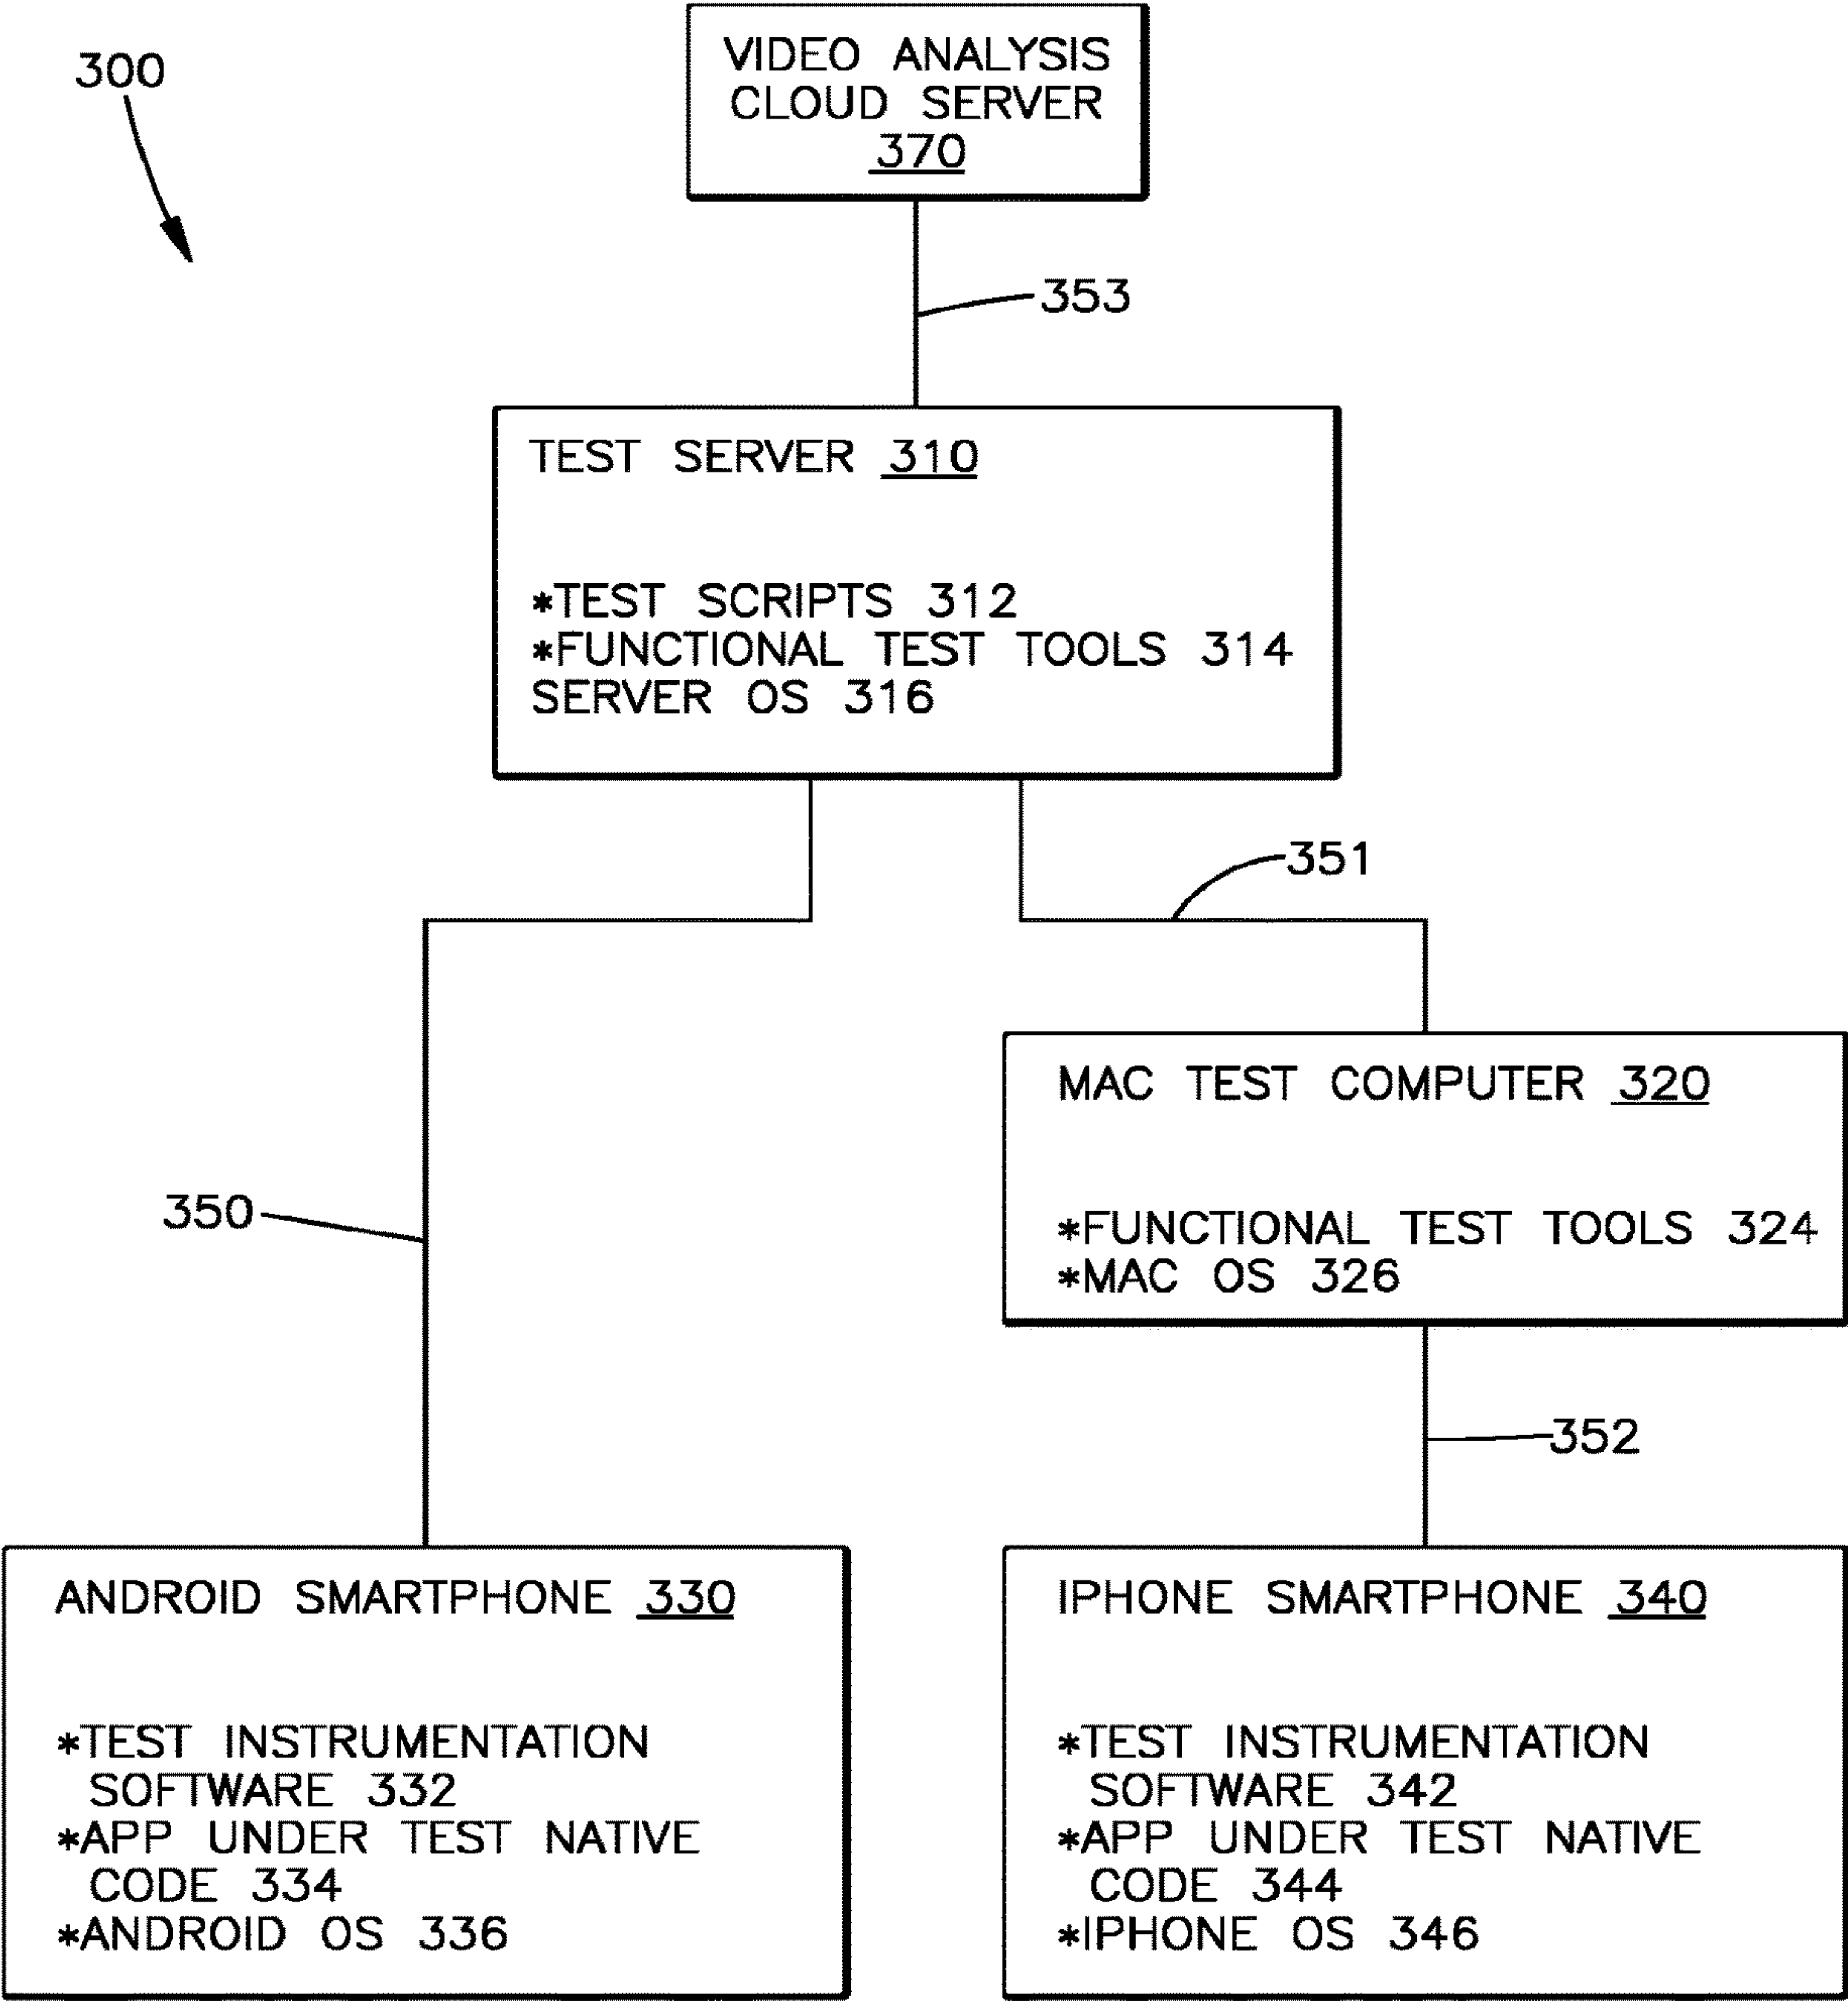 300
VIDEO ANALYSIS
CLOUD SERVER
370
353
TEST SERVER 310
*TEST SCRIPTS 312
*FUNCTIONAL TEST TOOLS 314
SERVER OS 316
351
MAC TEST COMPUTER 320
*FUNCTIONAL TEST TOOLS 324
*MAC OS 326
350
352
ANDROID SMARTPHONE 330
*TEST INSTRUMENTATION
SOFTWARE 332
*APP UNDER TEST NATIVE
CODE 334
*ANDROID OS 336
IPHONE SMARTPHONE 340
*TEST INSTRUMENTATION
SOFTWARE 342
*APP UNDER TEST NATIVE
CODE 344
*IPHONE OS 346